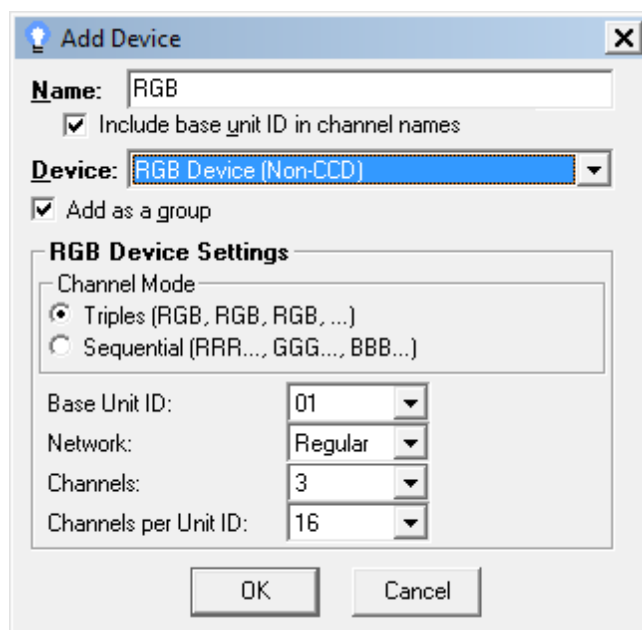 Add Device
Name: RGB
Include base unit ID in channel names
Device: RGB Device (Non-CCD)
Add as a group
RGB Device Settings
Channel Mode
Triples (RGB, RGB, RGB, ...)
Sequential (RRR..., GGG..., BBB...)
Base Unit ID: 01
Network: Regular
Channels: 3
Channels per Unit ID: 16
OK Cancel